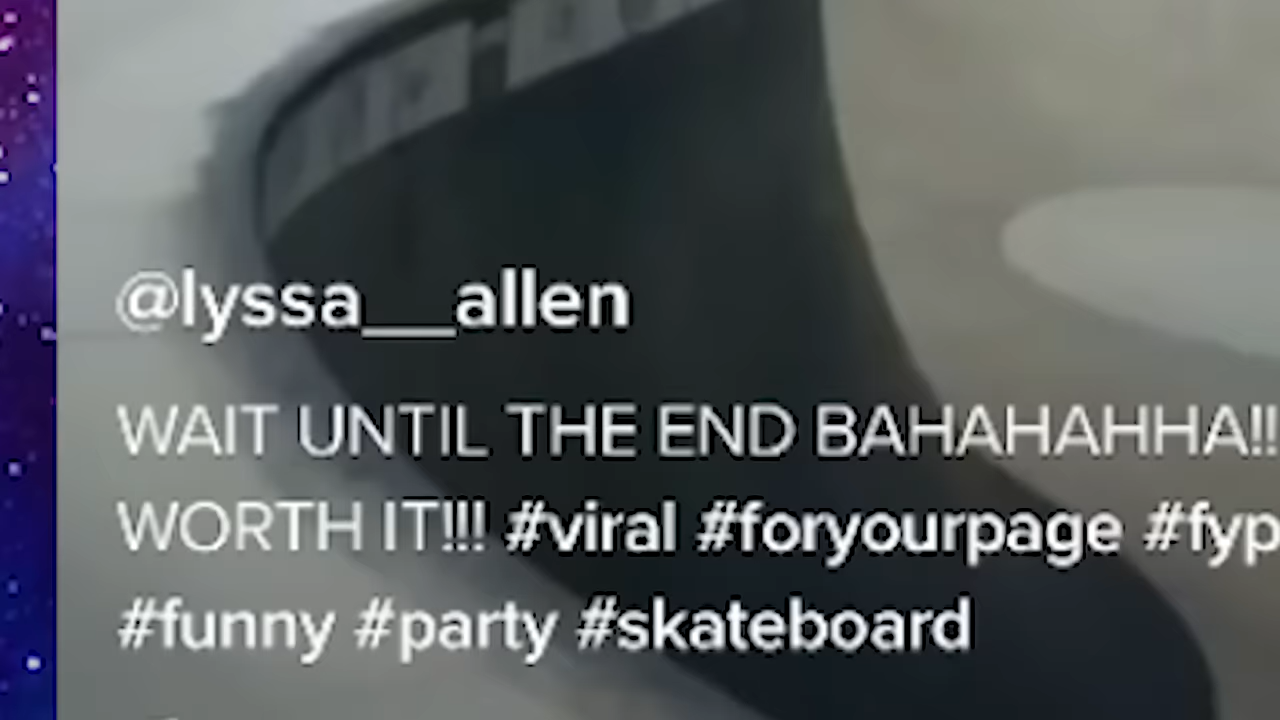 @lyssa__allen
WAIT UNTIL THE END BAHAHAHHA!!
WORTH IT!!! #viral #foryourpage #fyp
#funny #party #skateboard